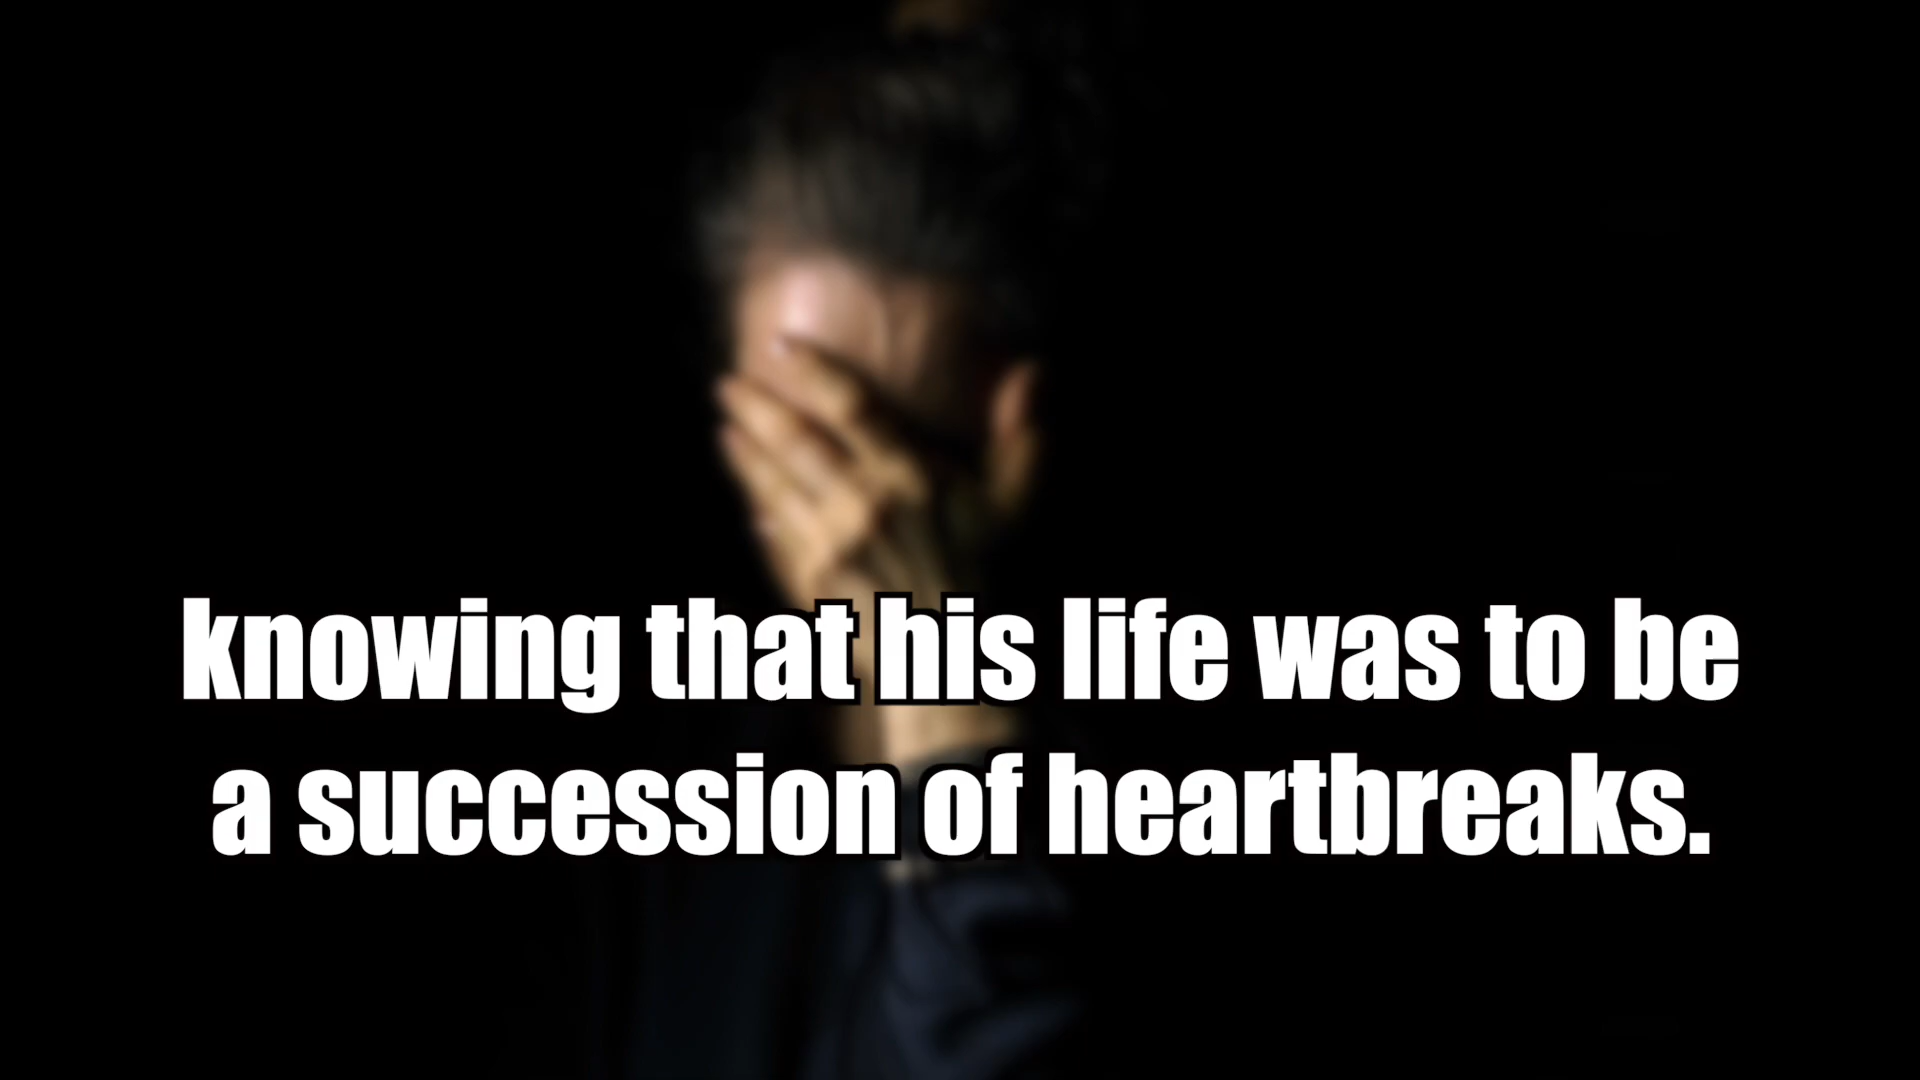 knowing that his life was to be
a succession of heartbreaks.